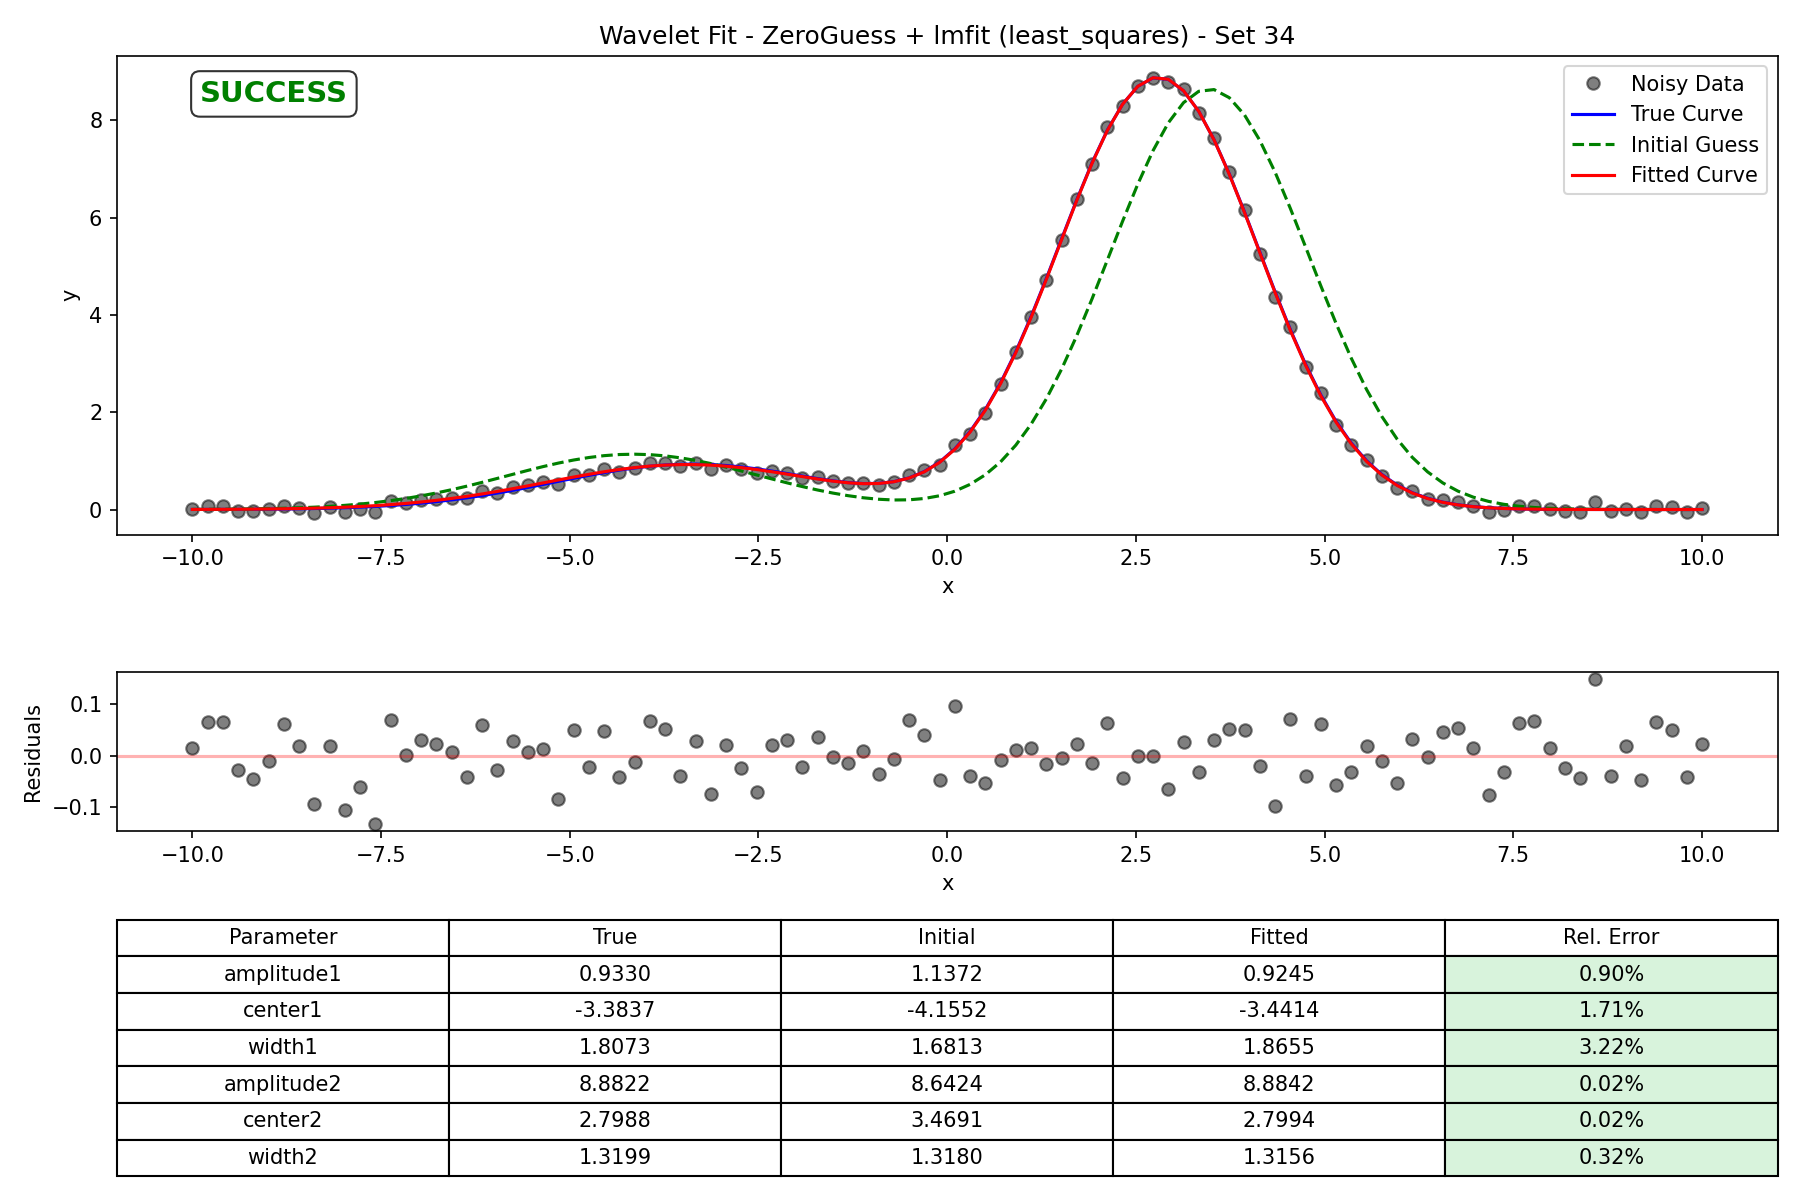 Wavelet Fit - ZeroGuess + lmfit (least_squares) - Set 34
SUCCESS
Noisy Data
True Curve
Initial Guess
Fitted Curve
y
8
6
4
2
0
−10.0 −7.5 −5.0 −2.5 0.0 2.5 5.0 7.5 10.0
x
Residuals
0.1
0.0
−0.1
−10.0 −7.5 −5.0 −2.5 0.0 2.5 5.0 7.5 10.0
x
Parameter True Initial Fitted Rel. Error
amplitude1 0.9330 1.1372 0.9245 0.90%
center1 -3.3837 -4.1552 -3.4414 1.71%
width1 1.8073 1.6813 1.8655 3.22%
amplitude2 8.8822 8.6424 8.8842 0.02%
center2 2.7988 3.4691 2.7994 0.02%
width2 1.3199 1.3180 1.3156 0.32%